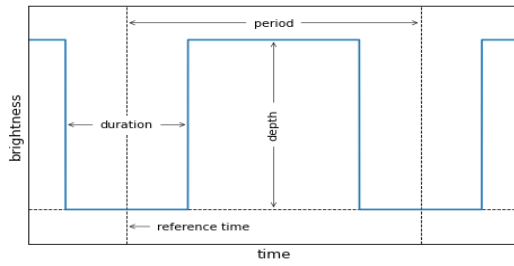 period
brightness
duration
depth
reference time
time